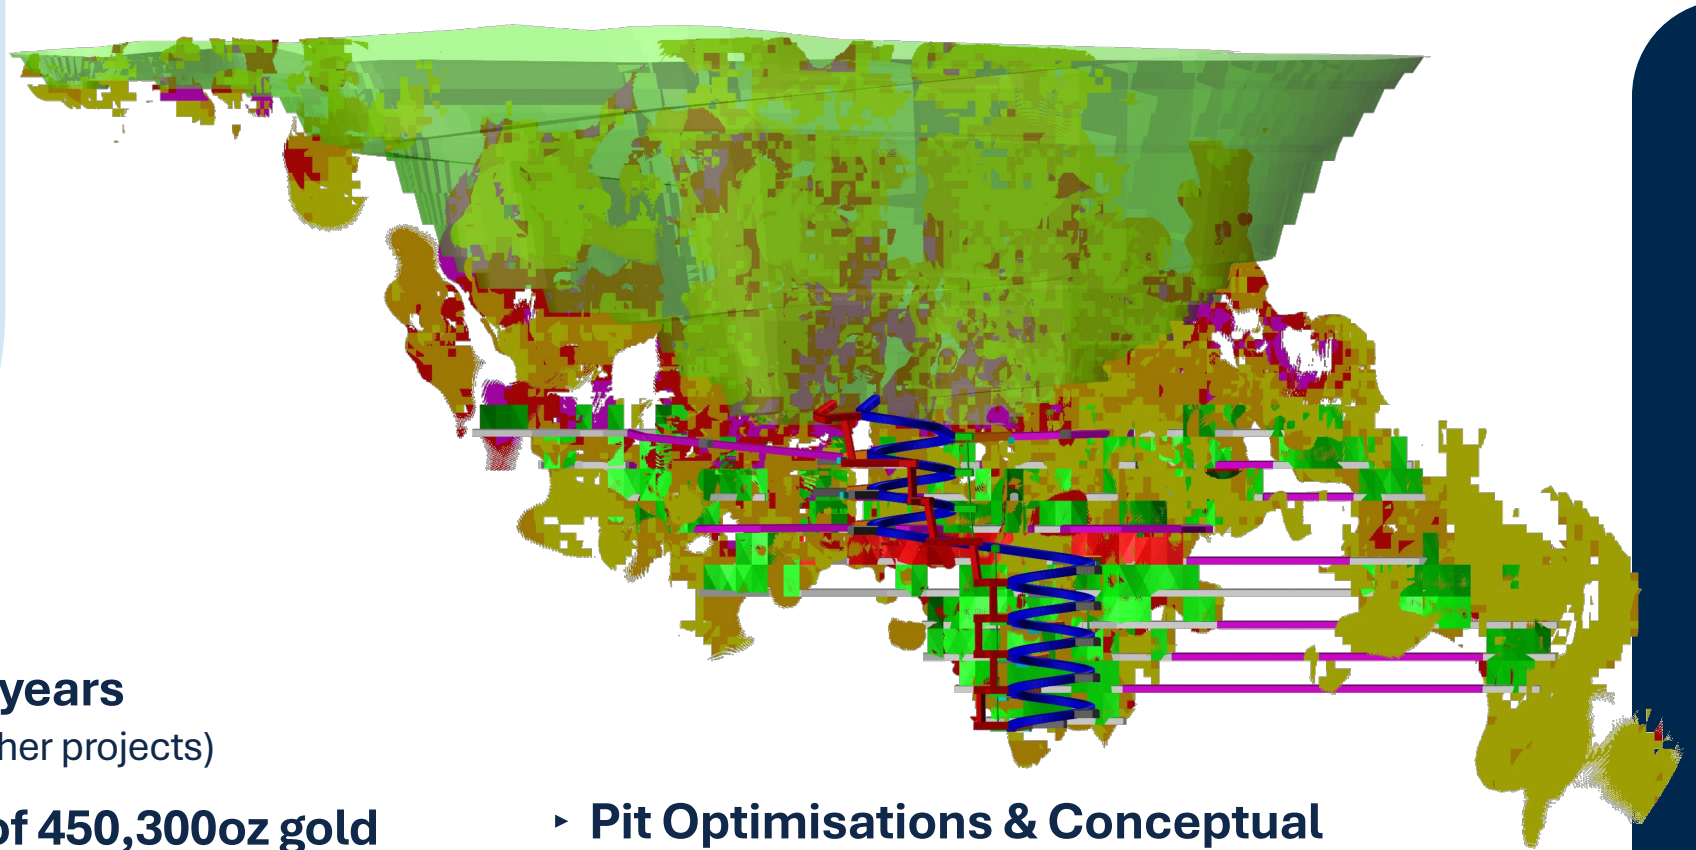 years
her projects)
of 450,300oz gold
‣ Pit Optimisations & Conceptual